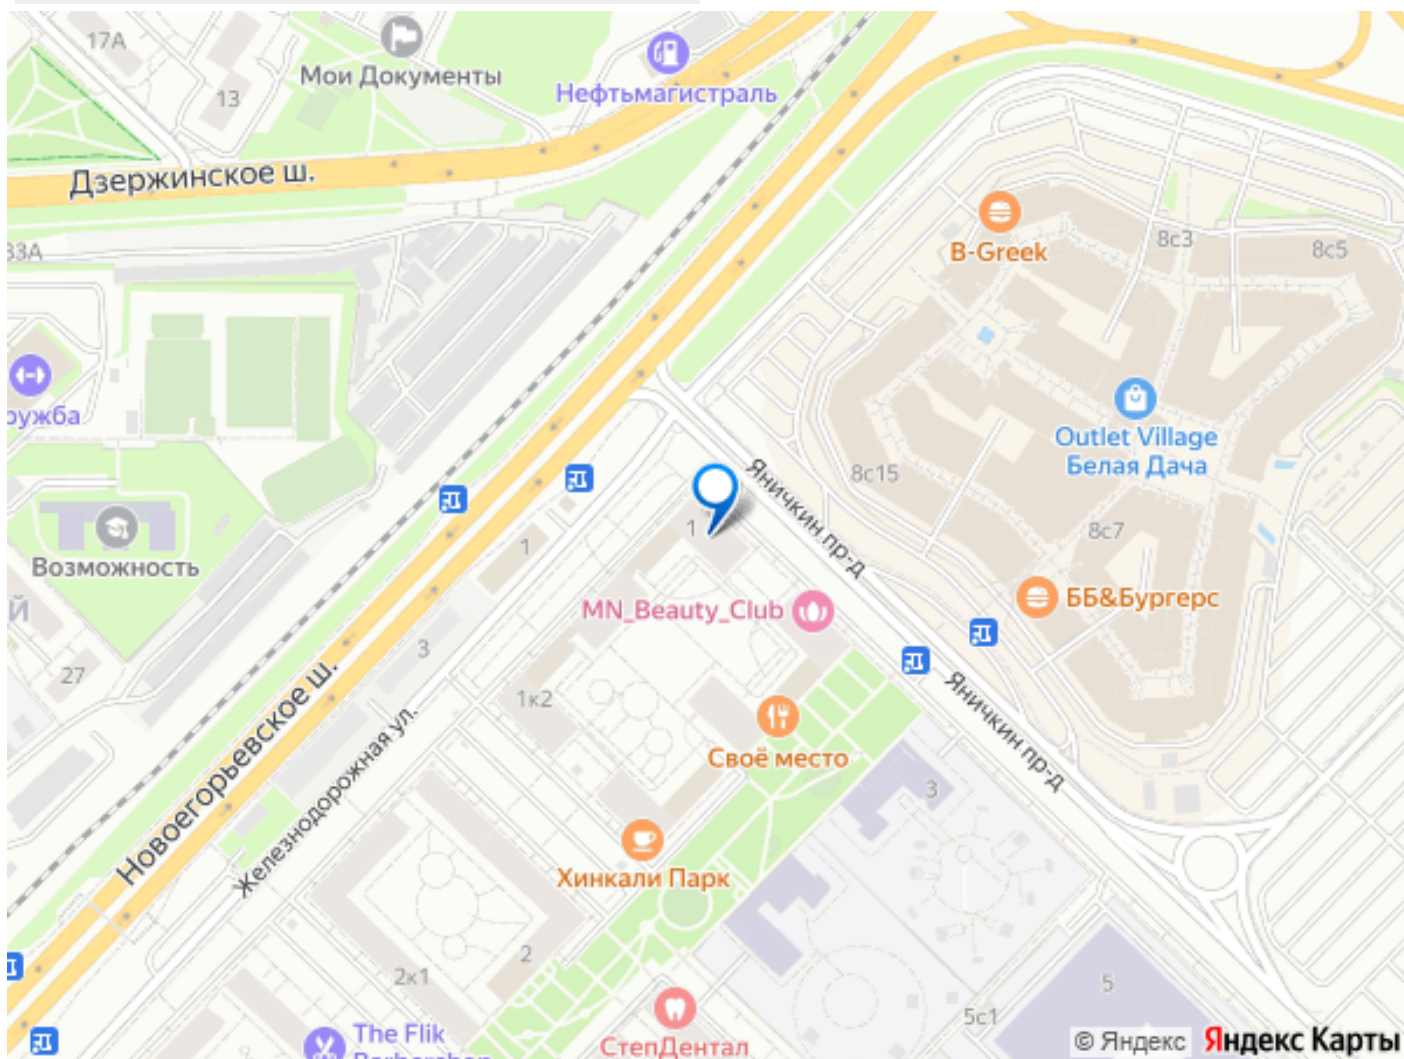 17А
Мои Документы
Нефтьмагистраль
13
Дзержинское ш.
33А
B-Greek
8с3
8с5
ружба
Outlet Village
Белая Дача
8с15
Яничкин пр-д
1
1
8с7
Возможность
Й
MN_Beauty_Club
ББ&Бургерс
27
3
1к2
Новоегорьевское ш.
Железнодорожная ул.
Яничкин пр-д
Своё место
3
Хинкали Парк
2
2к1
5
5с1
The Flik
СтепДентал
© Яндекс
Яндекс Карты